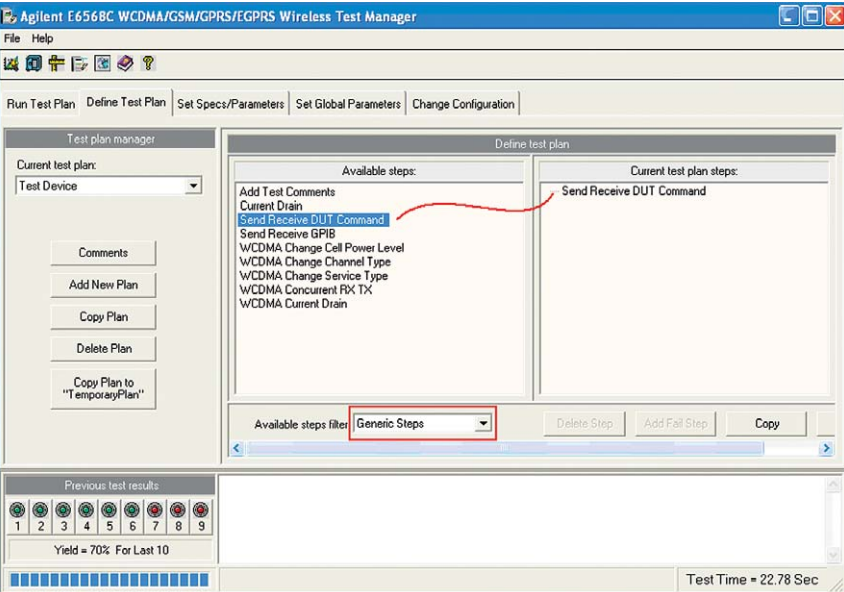 Agilent E6568C WCDMA/GSM/GPRS/EGPRS Wireless Test Manager
File Help
Run Test Plan Define Test Plan Set Specs/Parameters Set Global Parameters Change Configuration
Test plan manager
Current test plan:
Test Device
Comments
Add New Plan
Copy Plan
Delete Plan
Copy Plan to
"TemporaryPlan"
Define test plan
Available steps:
Add Test Comments
Current Drain
Send Receive DUT Command
Send Receive GPIB
WCDMA Change Cell Power Level
WCDMA Change Channel Type
WCDMA Change Service Type
WCDMA Concurrent RX TX
WCDMA Current Drain
Current test plan steps:
Send Receive DUT Command
Available steps filter Generic Steps
Delete Step Add Fail Step Copy
Previous test results
1 2 3 4 5 6 7 8 9
Yield = 70% For Last 10
Test Time = 22.78 Sec